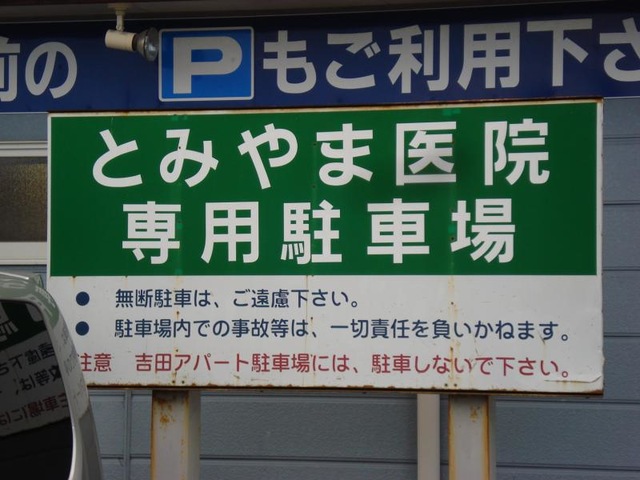 前の P もご利用下さ
とみやま医院
専用駐車場
● 無断駐車は、ご遠慮下さい。
● 駐車場内での事故等は、一切責任を負いかねます。
注意 吉田アパート駐車場には、駐車しないで下さい。